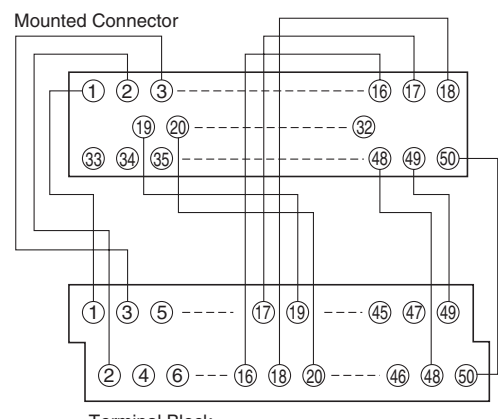 Mounted Connector
1 2 3 16 17 18
19 20 32
33 34 35 48 49 50
1 3 5 17 19 45 47 49
2 4 6 16 18 20 46 48 50
Terminal Block